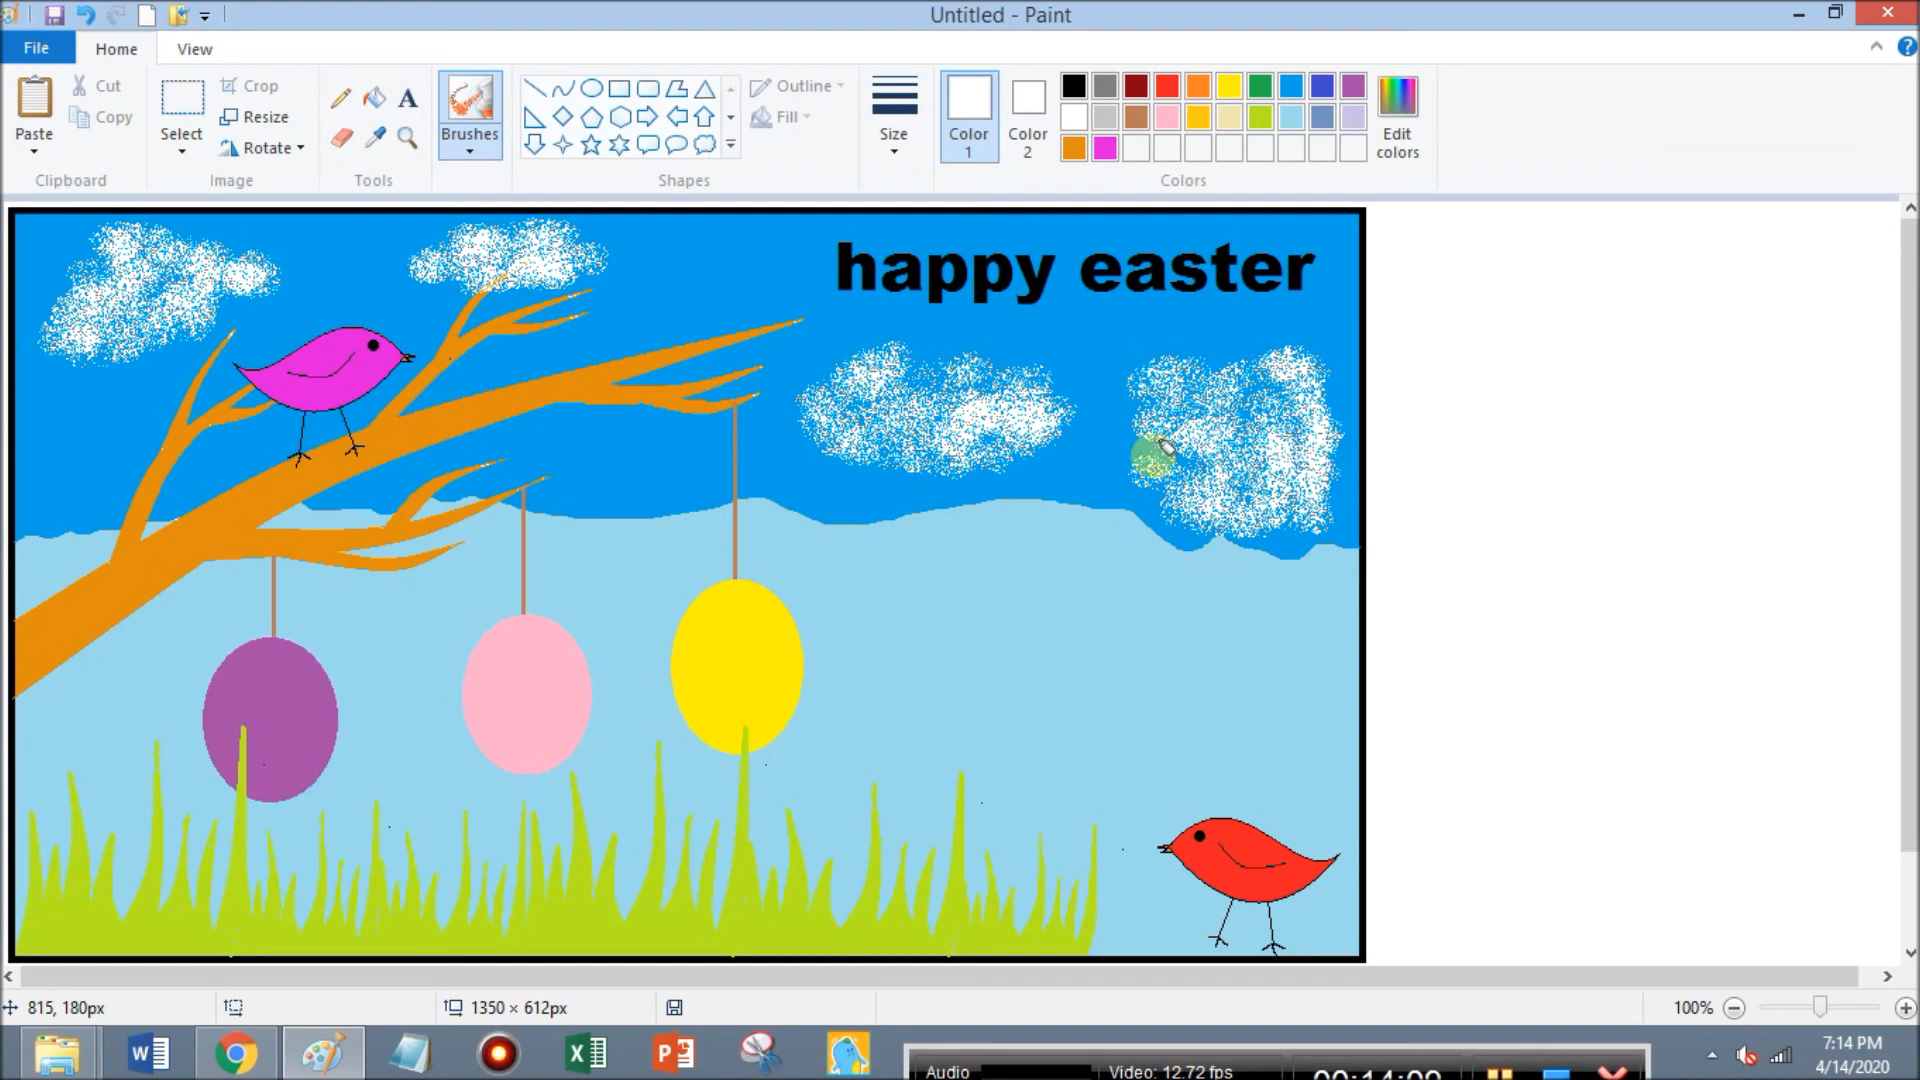 Untitled - Paint
File Home View
Paste
Cut
Copy
Clipboard
Select
Crop
Resize
Rotate
Image
A
Tools
Brushes
Shapes
Outline
Fill
Size
Color 1
Color 2
Edit colors
Colors
happy easter
815, 180px
1350 × 612px
100%
Audio
Video: 12.72 fps
7:14 PM
4/14/2020